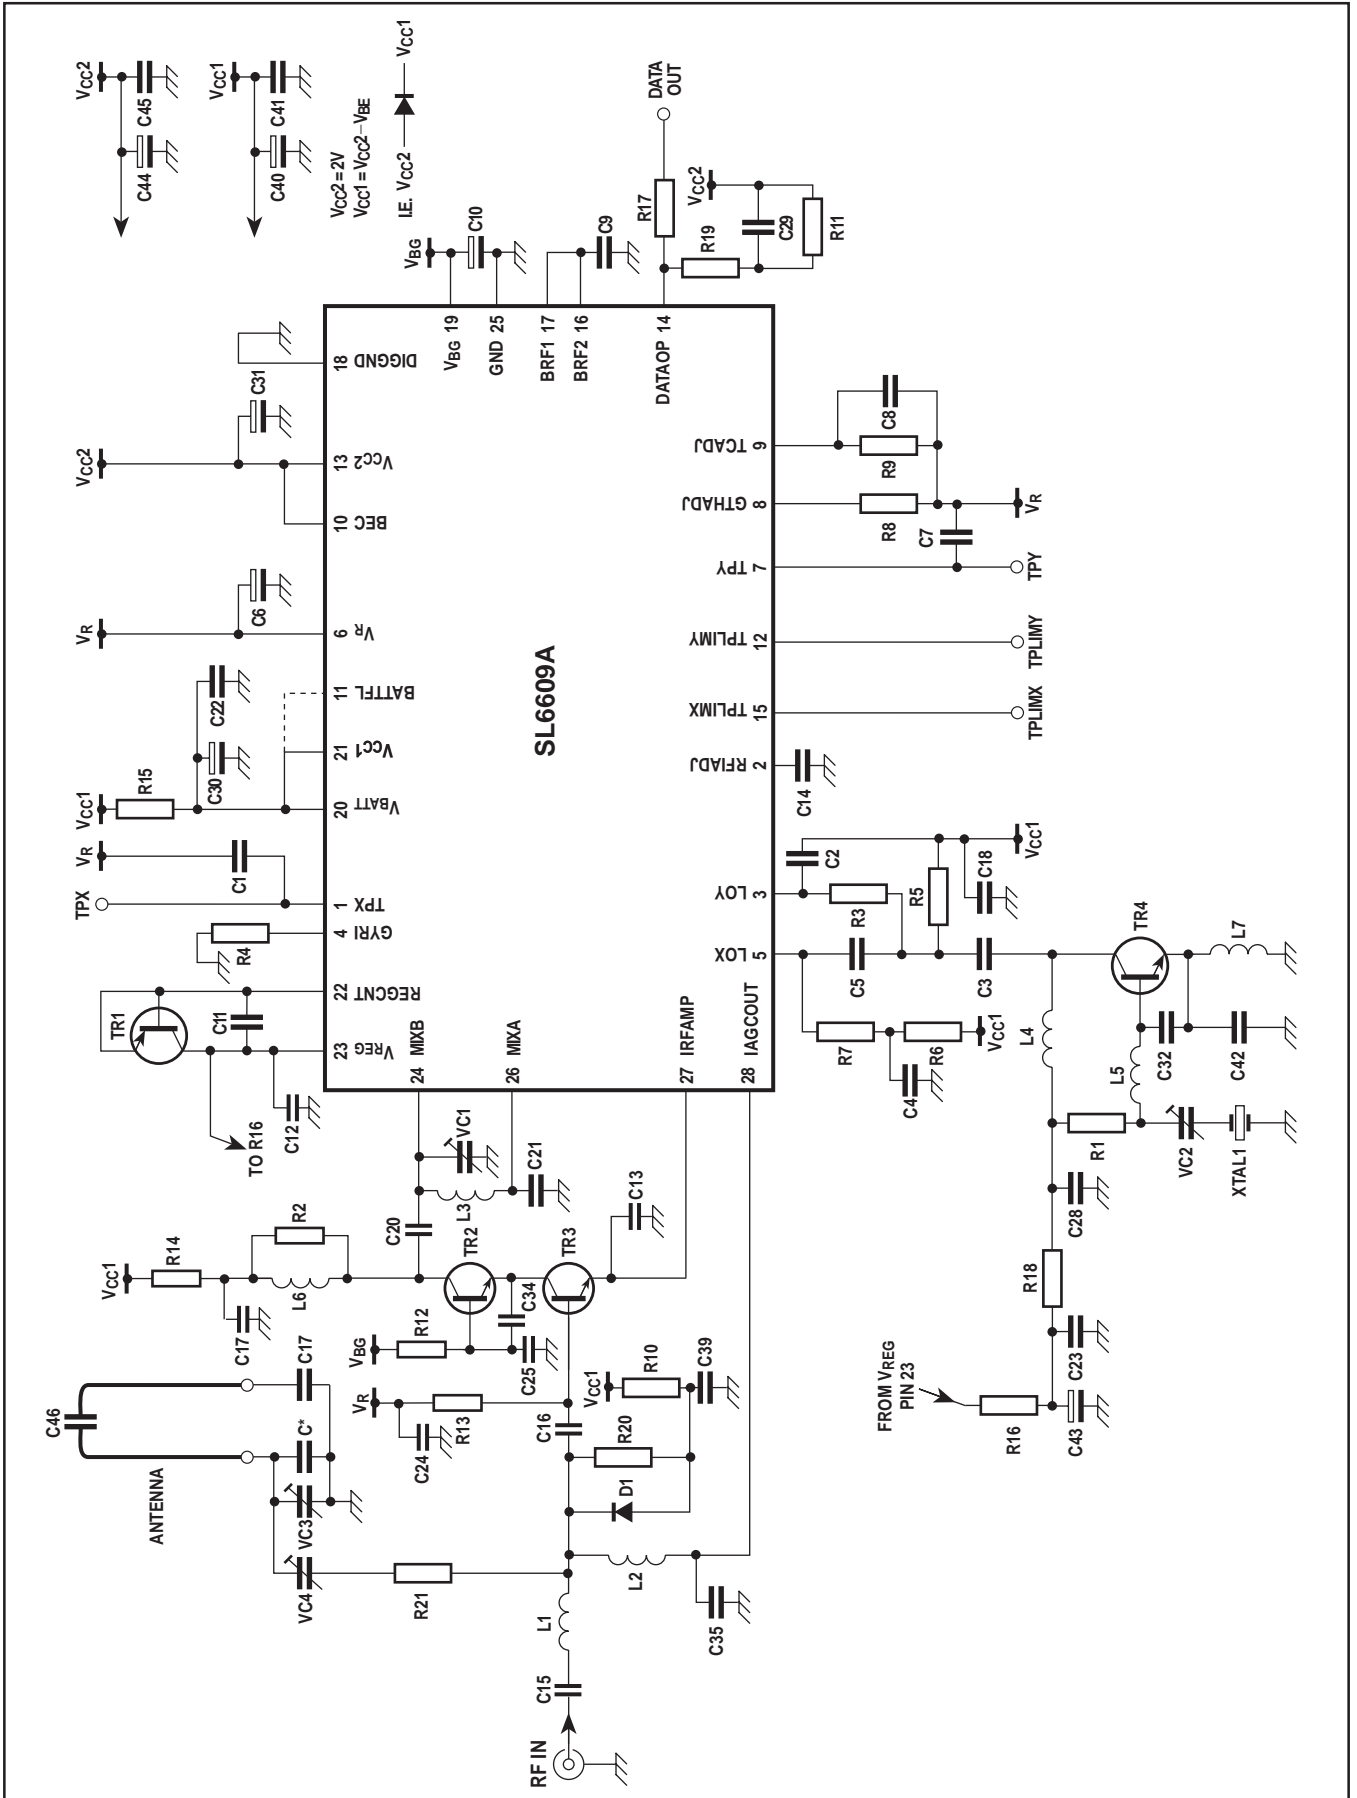 RF IN
C15
L1
VC4
R21
L2
C35
ANTENNA
C46
VC3
C*
C17
D1
R20
R10
C39
VCC1
C16
R13
C24
VR
VBG
R12
C25
C34
TR2
TR3
C13
VCC1
R14
C17
L6
R2
C20
L3
VC1
C21
TO R16
C12
C11
TR1
R4
TPX
VR
C1
VCC1
R15
C30
C22
VR
C6
VCC2
C31
24 MIXB
26 MIXA
27 IRFAMP
28 IAGCOUT
23 VREG
22 REGCNT
4 GYRI
1 TPX
20 VBATT
21 VCC1
11 BATTFL
6 VR
10 BEC
13 VCC2
18 DIGGND
SL6609A
5 LOX
3 LOY
2 RFIADJ
15 TPLIMX
12 TPLIMY
7 TPY
8 GTHADJ
9 TCADJ
VBG 19
GND 25
BRF1 17
BRF2 16
DATAOP 14
FROM VREG
PIN 23
R16
C43
C23
R18
C28
R1
L4
L5
VC2
XTAL1
C32
C42
TR4
L7
R7
R6
C4
VCC1
C5
C3
R3
R5
C2
C18
VCC1
C14
TPLIMX
TPLIMY
TPY
C7
R8
R9
C8
VR
VBG
C10
C9
R17
R19
C29
R11
VCC2
DATA
OUT
VCC2 = 2V
VCC1 = VCC2 – VBE
I.E. VCC2
VCC1
VCC2
C44
C45
VCC1
C40
C41